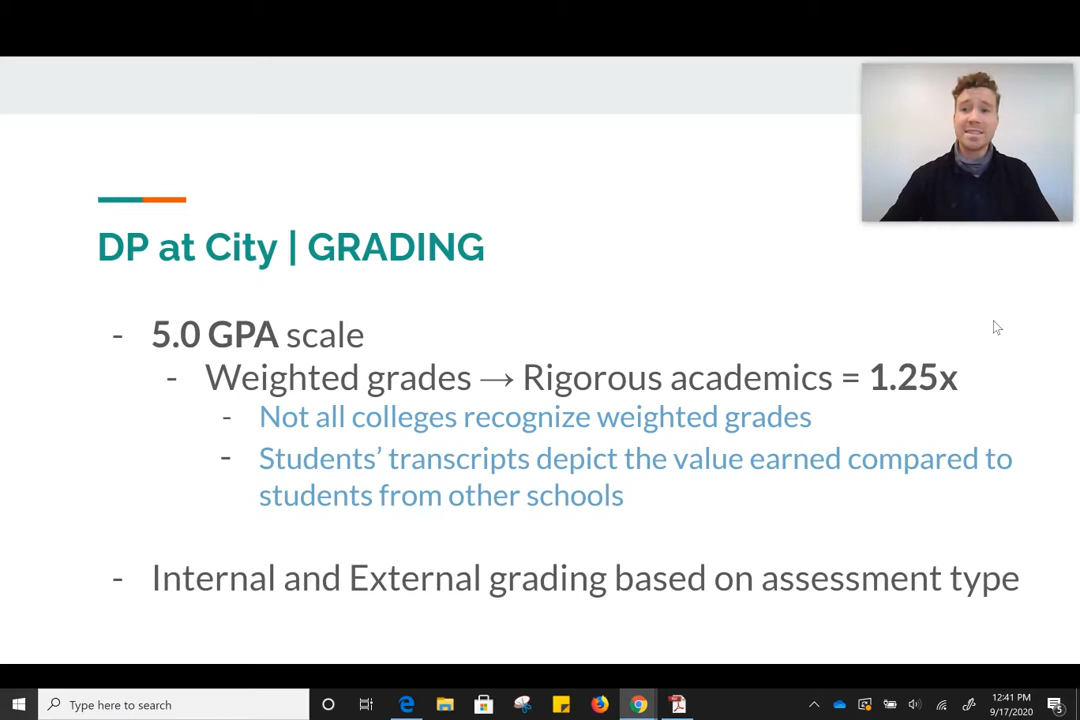 DP at City | GRADING
- 5.0 GPA scale
- Weighted grades → Rigorous academics = 1.25x
- Not all colleges recognize weighted grades
- Students’ transcripts depict the value earned compared to
students from other schools
- Internal and External grading based on assessment type
Type here to search
12:41 PM
9/17/2020
5